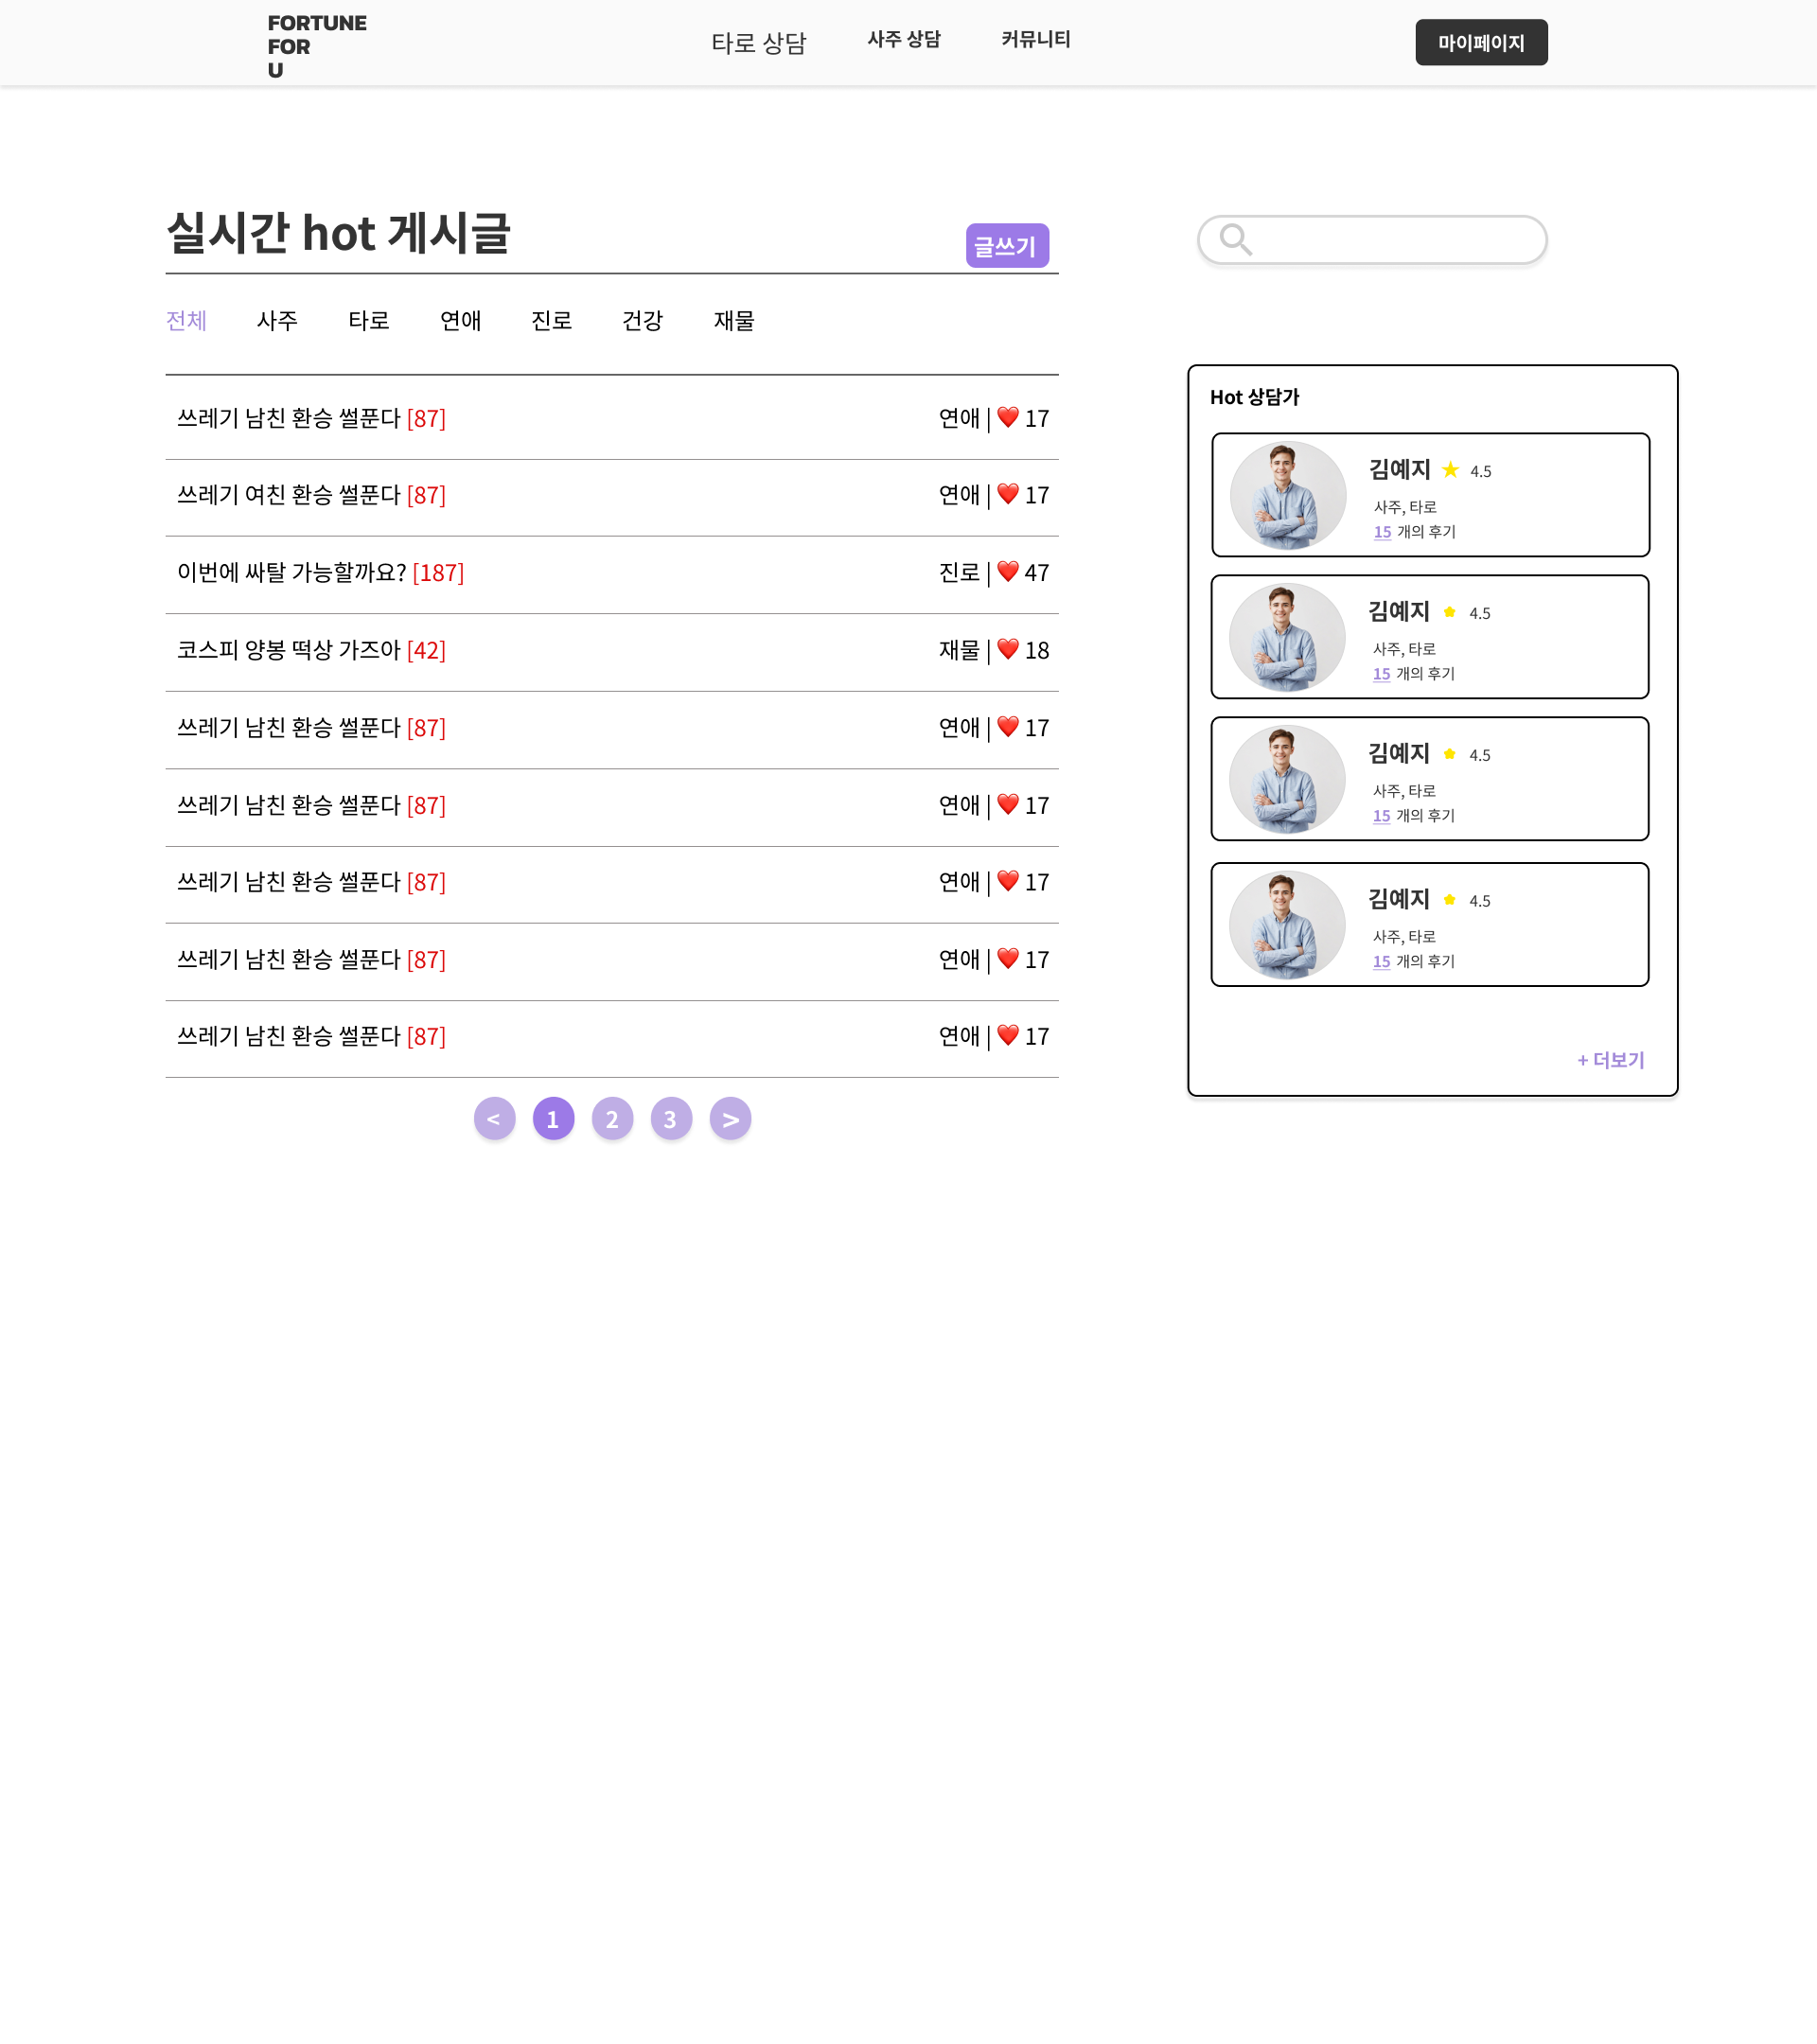 FORTUNE
FOR
U
타로 상담
사주 상담
커뮤니티
마이페이지
실시간 hot 게시글
글쓰기
전체 사주 타로 연애 진로 건강 재물
쓰레기 남친 환승 썰푼다 [87] 연애 | ❤️ 17
쓰레기 여친 환승 썰푼다 [87] 연애 | ❤️ 17
이번에 싸탈 가능할까요? [187] 진로 | ❤️ 47
코스피 양봉 떡상 가즈아 [42] 재물 | ❤️ 18
쓰레기 남친 환승 썰푼다 [87] 연애 | ❤️ 17
쓰레기 남친 환승 썰푼다 [87] 연애 | ❤️ 17
쓰레기 남친 환승 썰푼다 [87] 연애 | ❤️ 17
쓰레기 남친 환승 썰푼다 [87] 연애 | ❤️ 17
쓰레기 남친 환승 썰푼다 [87] 연애 | ❤️ 17
< 1 2 3 >
Hot 상담가
김예지 4.5
사주, 타로
15 개의 후기
김예지 4.5
사주, 타로
15 개의 후기
김예지 4.5
사주, 타로
15 개의 후기
김예지 4.5
사주, 타로
15 개의 후기
+ 더보기